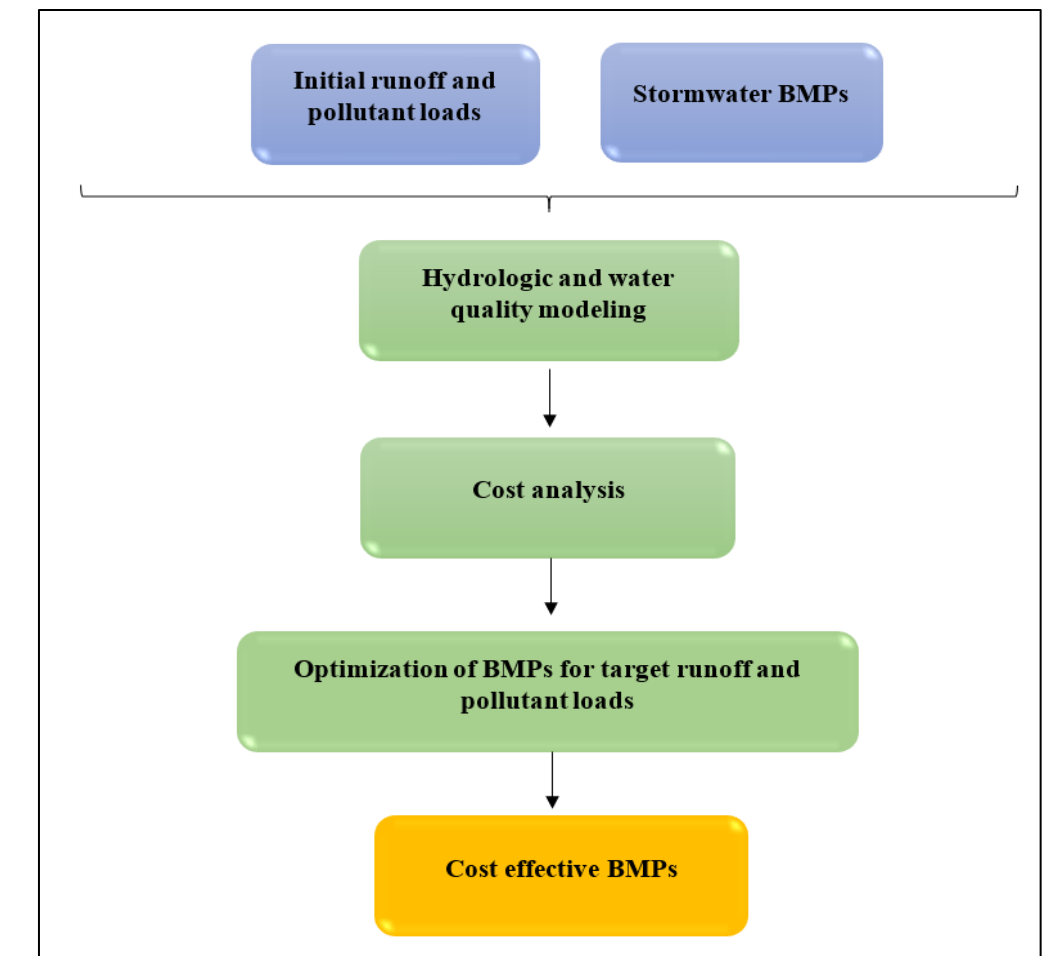 Initial runoff and
pollutant loads
Stormwater BMPs
Hydrologic and water
quality modeling
Cost analysis
Optimization of BMPs for target runoff and
pollutant loads
Cost effective BMPs